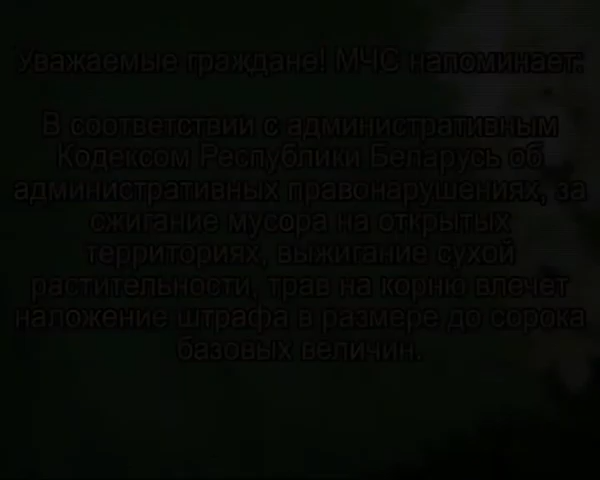 Уважаемые граждане! МЧС напоминает:
В соответствии с административным
Кодексом Республики Беларусь об
административных правонарушениях, за
сжигание мусора на открытых
территориях, выжигание сухой
растительности, трав на корню влечет
наложение штрафа в размере до сорока
базовых величин.